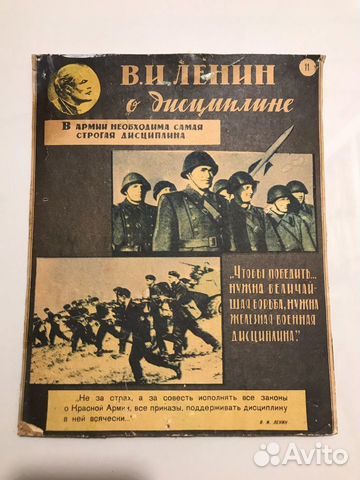 В.И.ЛЕНИН
11
о дисциплине
В АРМИИ НЕОБХОДИМА САМАЯ
СТРОГАЯ ДИСЦИПЛИНА
„Чтобы победить...
нужна величай-
шая борьба, нужна
железная военная
дисциплина."
„Не за страх, а за совесть исполнять все законы
о Красной Армии, все приказы, поддерживать дисциплину
в ней всячески..."
В. И. ЛЕНИН
Avito